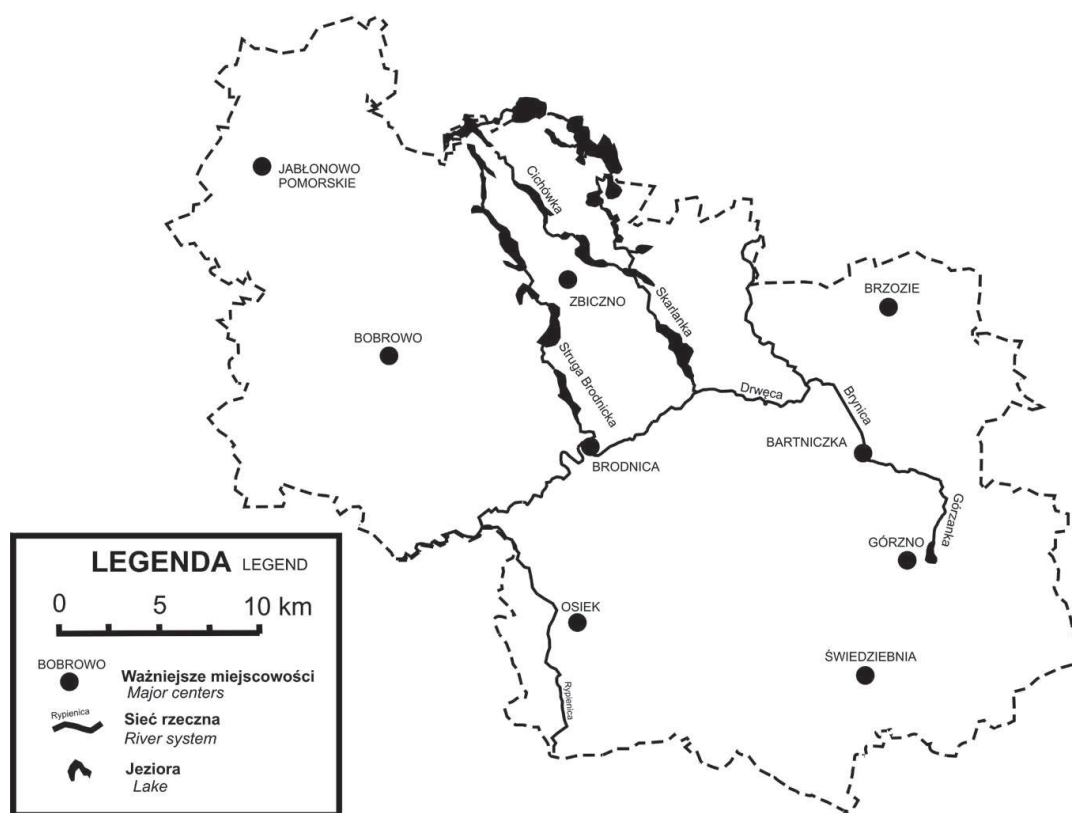 JABŁONOWO
POMORSKIE
Cichówka
ZBICZNO
Skarlanka
BRZOZIE
BOBROWO
Struga Brodnicka
Drwęca
Brynica
BARTNICZKA
BRODNICA
Górzanka
GÓRZNO
OSIEK
ŚWIEDZIEBNIA
Rypienica
LEGENDA LEGEND
0 5 10 km
BOBROWO
Ważniejsze miejscowości
Major centers
Rypienica
Sieć rzeczna
River system
Jeziora
Lake